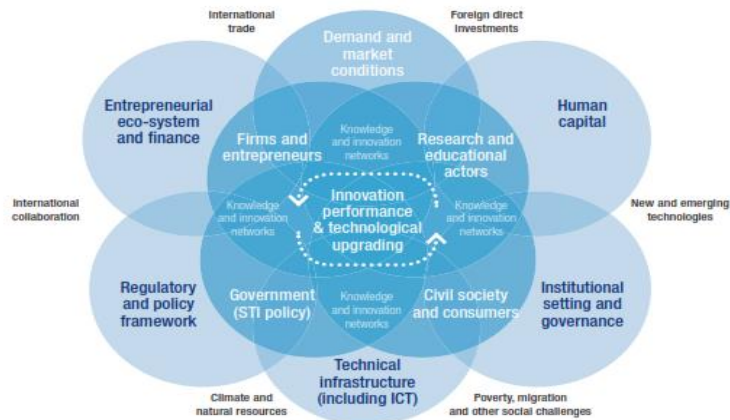 International
trade
Foreign direct
investments
Demand and
market
conditions
Entrepreneurial
eco-system
and finance
Human
capital
Firms and
entrepreneurs
Knowledge
and innovation
networks
Research and
educational
actors
International
collaboration
Knowledge
and innovation
networks
Innovation
performance
& technological
upgrading
Knowledge
and innovation
networks
New and emerging
technologies
Regulatory
and policy
framework
Government
(STI policy)
Knowledge
and innovation
networks
Civil society
and consumers
Institutional
setting and
governance
Technical
infrastructure
(including ICT)
Climate and
natural resources
Poverty, migration
and other social challenges